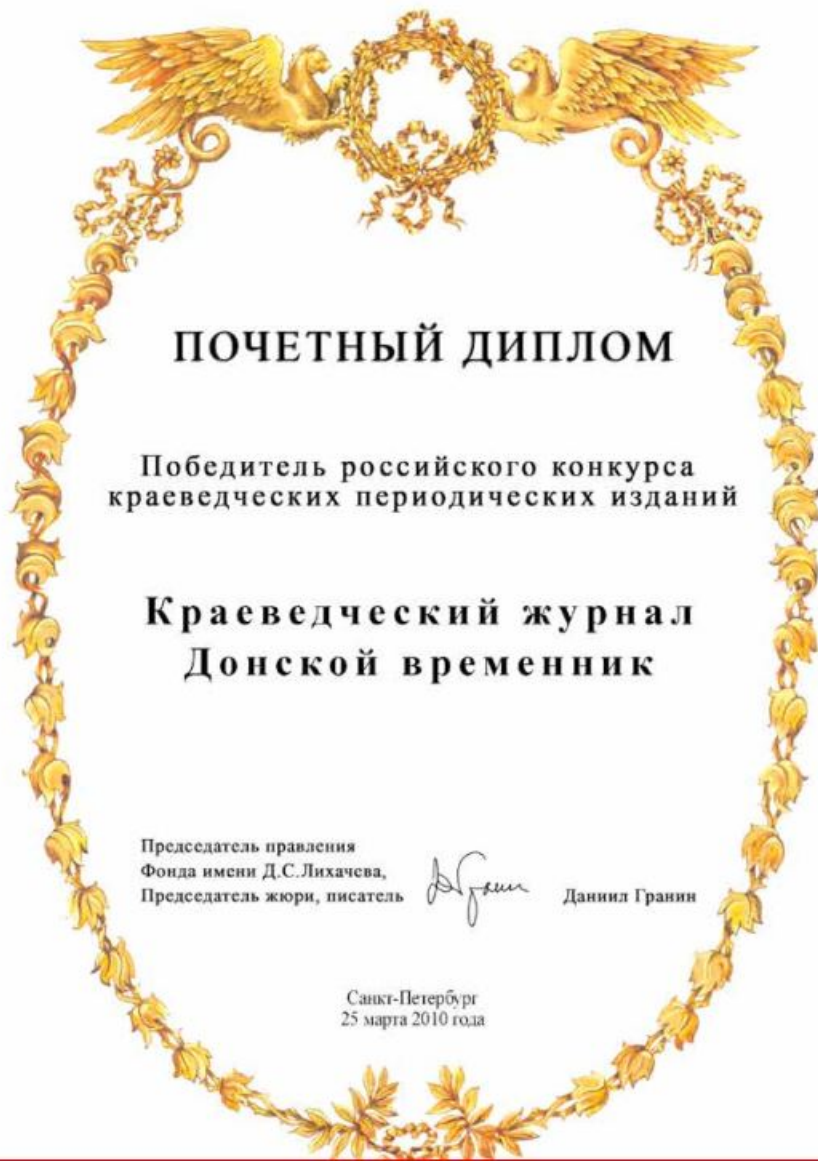 ПОЧЕТНЫЙ ДИПЛОМ
Победитель российского конкурса
краеведческих периодических изданий
Краеведческий журнал
Донской временник
Председатель правления
Фонда имени Д.С.Лихачева,
Председатель жюри, писатель Даниил Гранин
Санкт-Петербург
25 марта 2010 года